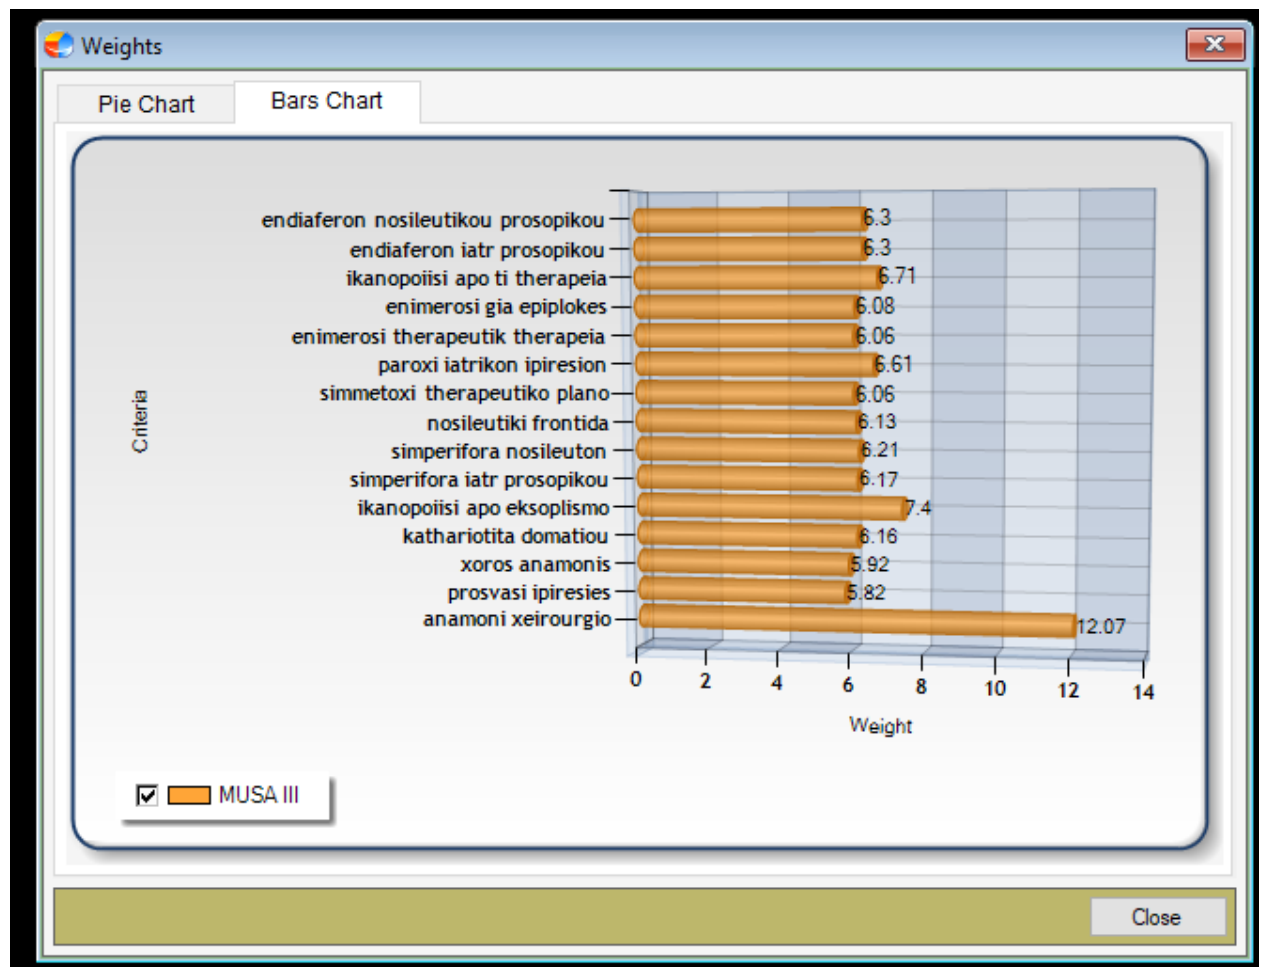 Weights
Pie Chart
Bars Chart
endiaferon nosileutikou prosopikou 6.3
endiaferon iatr prosopikou 6.3
ikanopoiisi apo ti therapeia 6.71
enimerosi gia epiplokes 6.08
enimerosi therapeutik therapeia 6.06
paroxi iatrikon ipiresion 6.61
simmetoxi therapeutiko plano 6.06
nosileutiki frontida 6.13
simperifora nosileuton 6.21
simperifora iatr prosopikou 6.17
ikanopoiisi apo eksoplismo 7.4
kathariotita domatiou 6.16
xoros anamonis 5.92
prosvasi ipiresies 5.82
anamoni xeirourgio 12.07
Criteria
0 2 4 6 8 10 12 14
Weight
MUSA III
Close